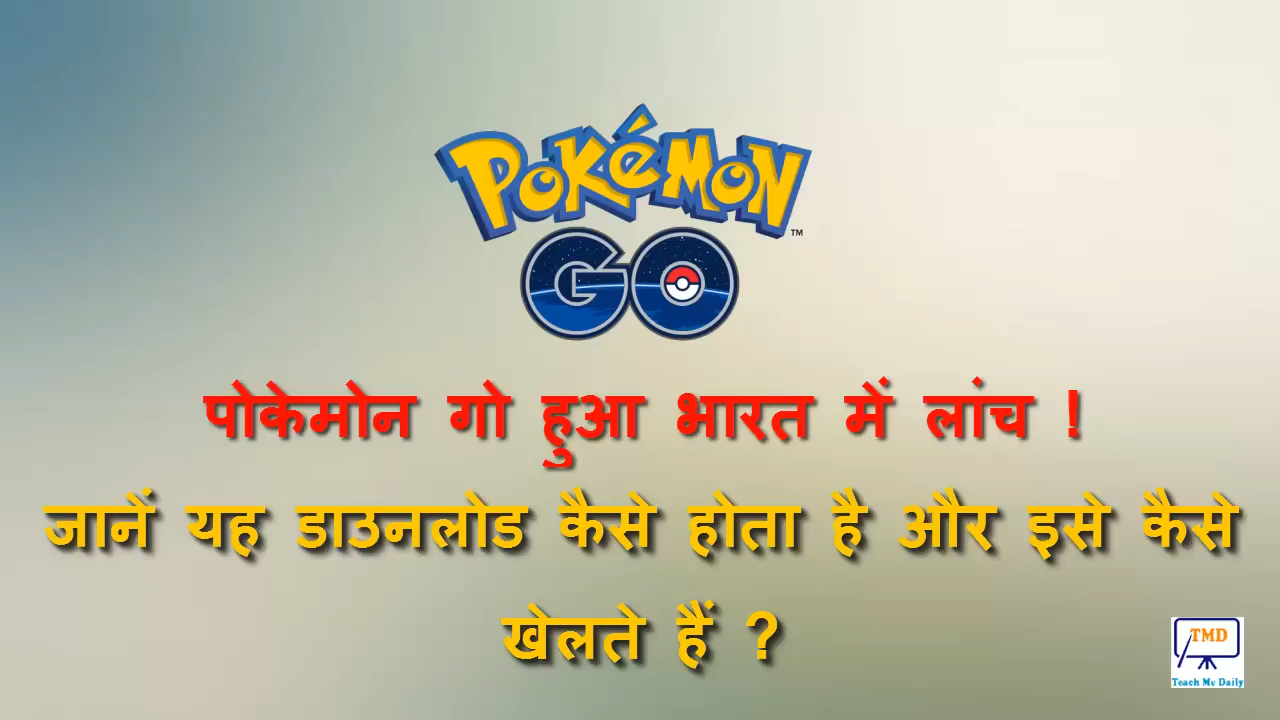 POKéMON
GO
TM
पोकेमोन गो हुआ भारत में लांच !
जानें यह डाउनलोड कैसे होता है और इसे कैसे
खेलते हैं ?
TMD
Teach Me Daily